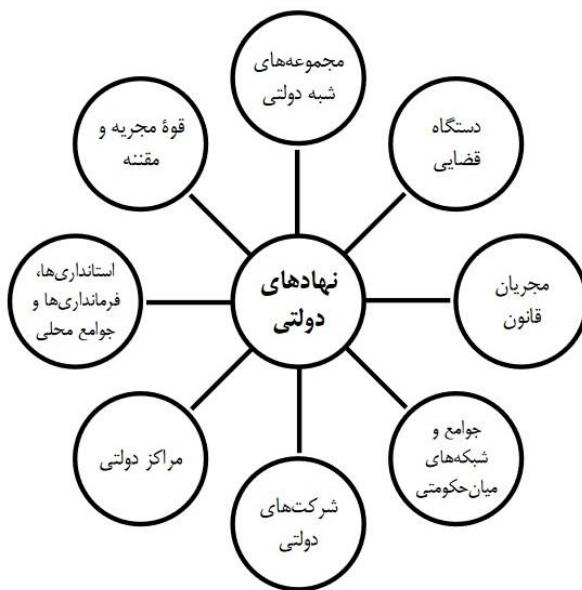 مجموعه‌های
شبه دولتی
دستگاه
قضایی
قوهٔ مجریه و
مقننه
مجریان
قانون
نهادهای
دولتی
استانداری‌ها،
فرمانداری‌ها و
جوامع محلی
جوامع و
شبکه‌های
میان‌حکومتی
مراکز دولتی
شرکت‌های
دولتی